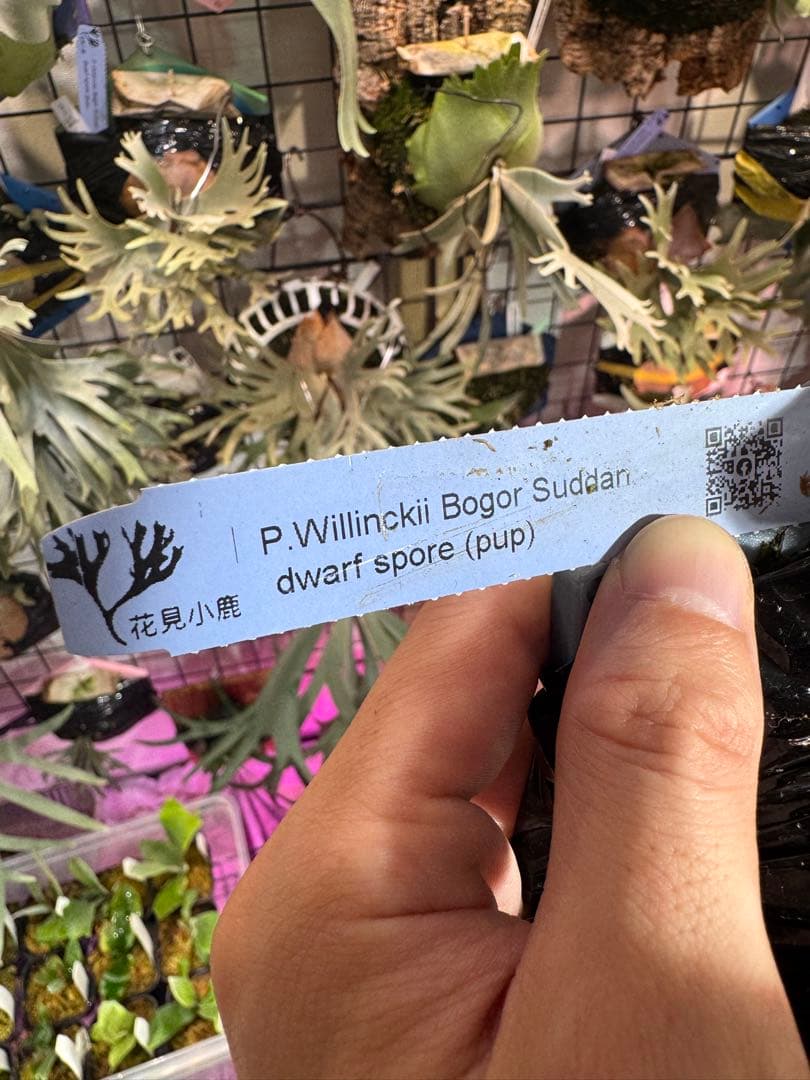 P.Willinckii Bogor Suddan
dwarf spore (pup)
花見小鹿